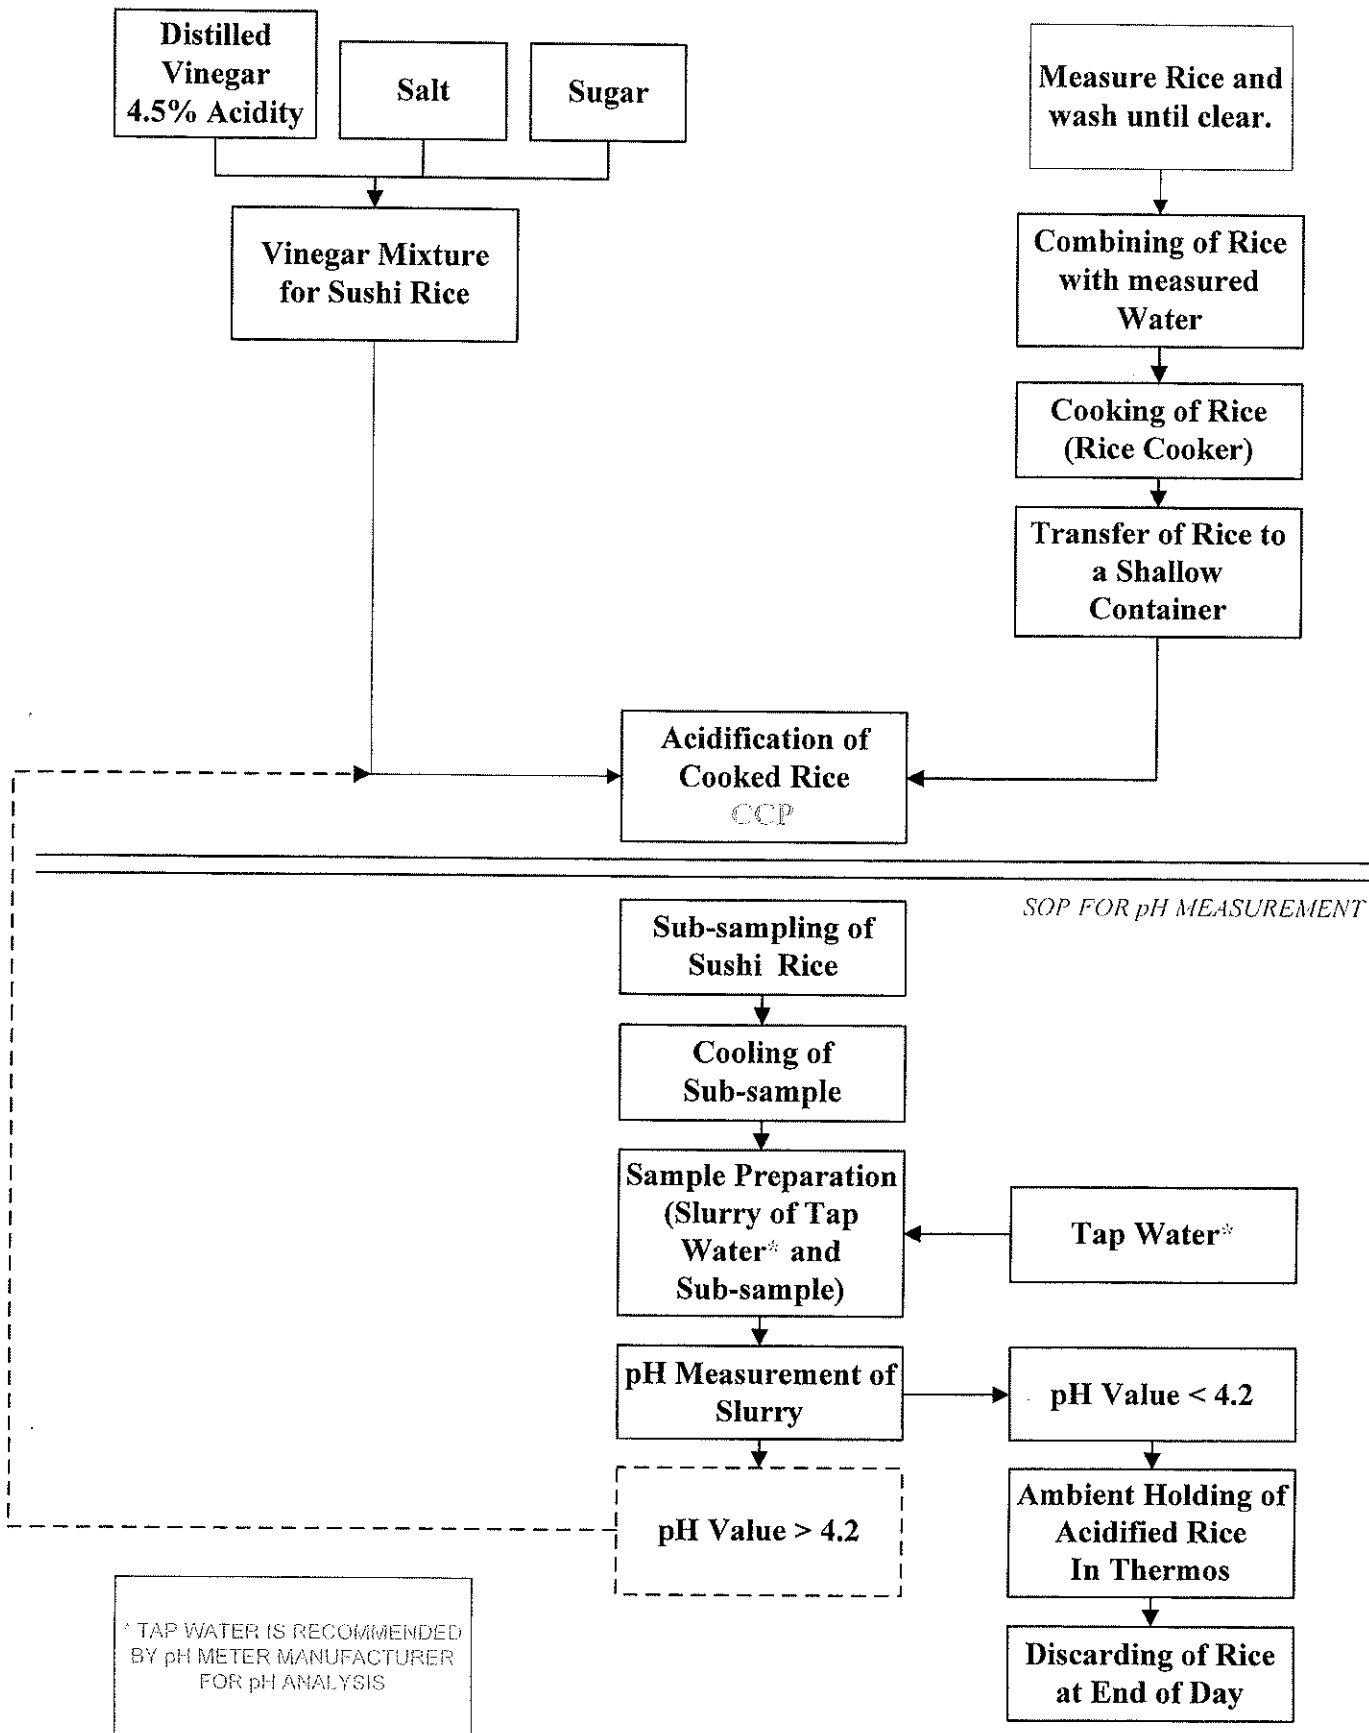 Distilled
Vinegar
4.5% Acidity
Salt
Sugar
Measure Rice and
wash until clear.
Vinegar Mixture
for Sushi Rice
Combining of Rice
with measured
Water
Cooking of Rice
(Rice Cooker)
Transfer of Rice to
a Shallow
Container
Acidification of
Cooked Rice
CCP
SOP FOR pH MEASUREMENT
Sub-sampling of
Sushi Rice
Cooling of
Sub-sample
Sample Preparation
(Slurry of Tap
Water* and
Sub-sample)
Tap Water*
pH Measurement of
Slurry
pH Value < 4.2
pH Value > 4.2
Ambient Holding of
Acidified Rice
In Thermos
Discarding of Rice
at End of Day
* TAP WATER IS RECOMMENDED
BY pH METER MANUFACTURER
FOR pH ANALYSIS